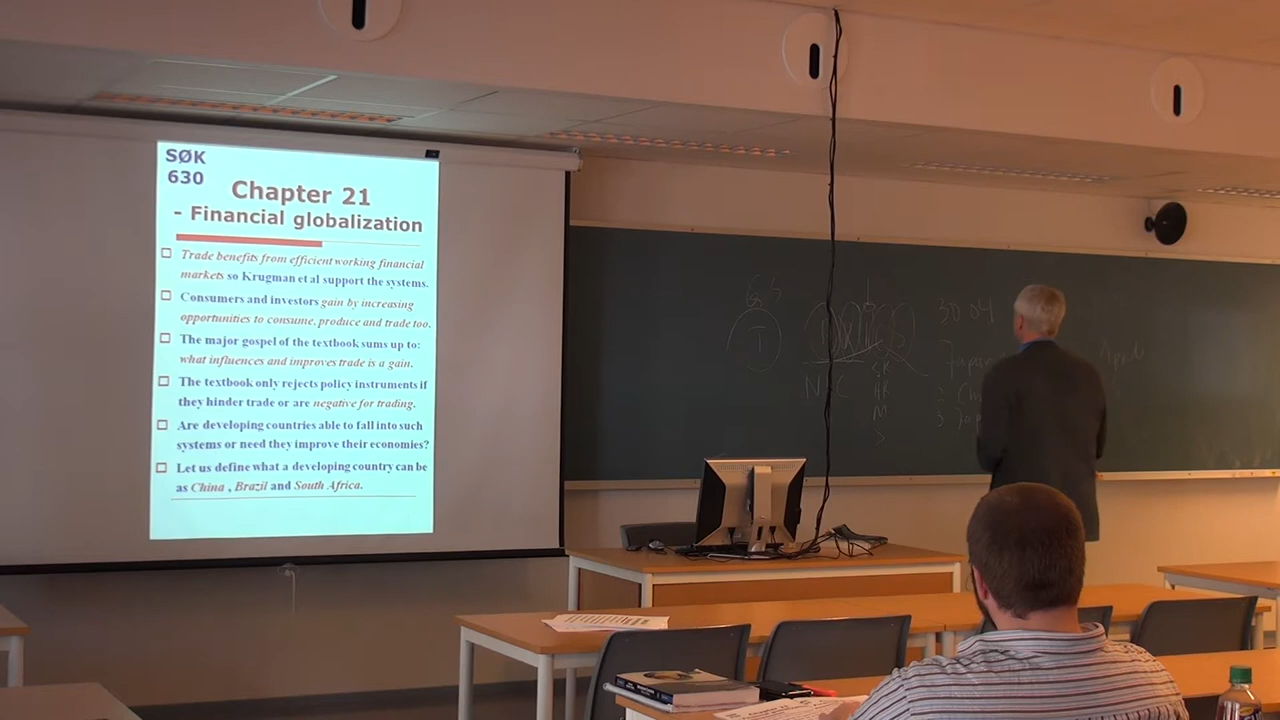 SØK
630
Chapter 21
- Financial globalization
Trade benefits from efficient working financial
markets so Krugman et al support the systems.
Consumers and investors gain by increasing
opportunities to consume, produce and trade too.
The major gospel of the textbook sums up to:
what influences and improves trade is a gain.
The textbook only rejects policy instruments if
they hinder trade or are negative for trading.
Are developing countries able to fall into such
systems or need they improve their economies?
Let us define what a developing country can be
as China , Brazil and South Africa.
30 04